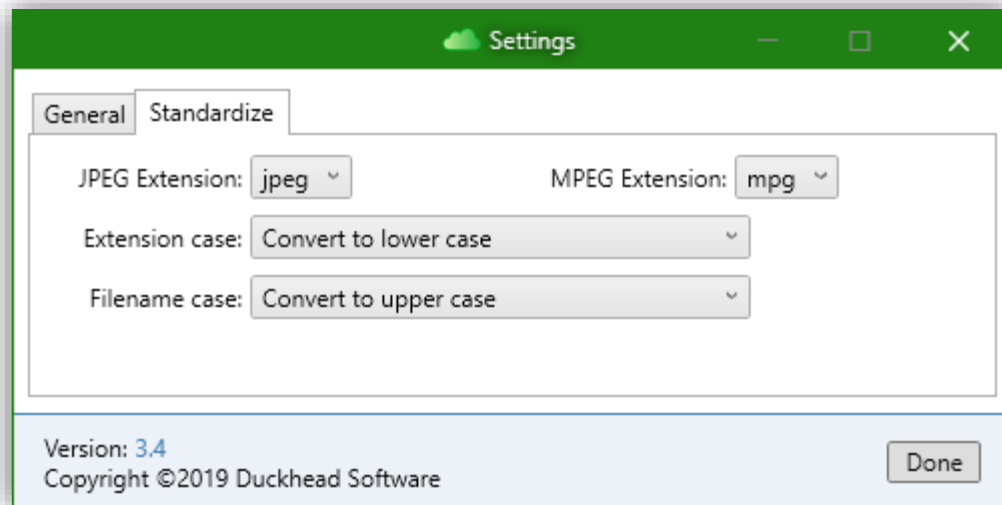 Settings
General Standardize
JPEG Extension: jpeg MPEG Extension: mpg
Extension case: Convert to lower case
Filename case: Convert to upper case
Version: 3.4
Copyright ©2019 Duckhead Software
Done